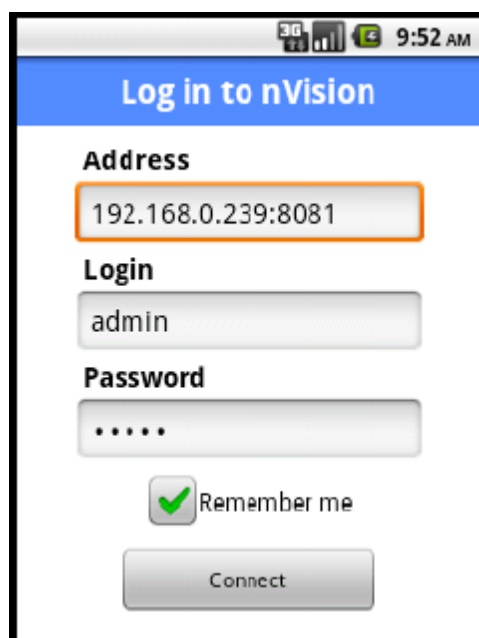 3G 9:52 AM
Log in to nVision
Address
192.168.0.239:8081
Login
admin
Password
•••••
Remember me
Connect